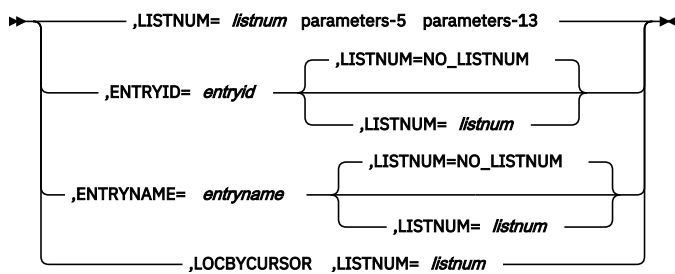 ,LISTNUM= listnum parameters-5 parameters-13
,LISTNUM=NO_LISTNUM
,ENTRYID= entryid
,LISTNUM= listnum
,LISTNUM=NO_LISTNUM
,ENTRYNAME= entryname
,LISTNUM= listnum
,LOCBYCURSOR ,LISTNUM= listnum